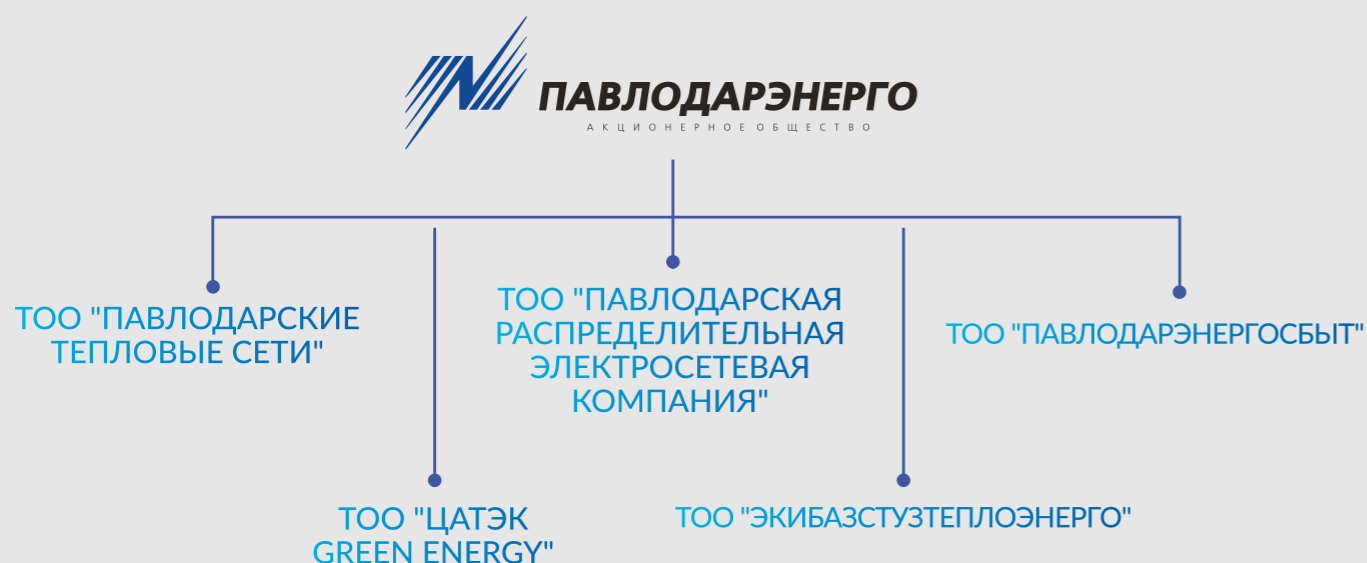 ПАВЛОДАРЭНЕРГО
АКЦИОНЕРНОЕ ОБЩЕСТВО
ТОО "ПАВЛОДАРСКИЕ
ТЕПЛОВЫЕ СЕТИ"
ТОО "ПАВЛОДАРСКАЯ
РАСПРЕДЕЛИТЕЛЬНАЯ
ЭЛЕКТРОСЕТЕВАЯ
КОМПАНИЯ"
ТОО "ПАВЛОДАРЭНЕРГОСБЫТ"
ТОО "ЦАТЭК
GREEN ENERGY"
ТОО "ЭКИБАЗСТУЗТЕПЛОЭНЕРГО"